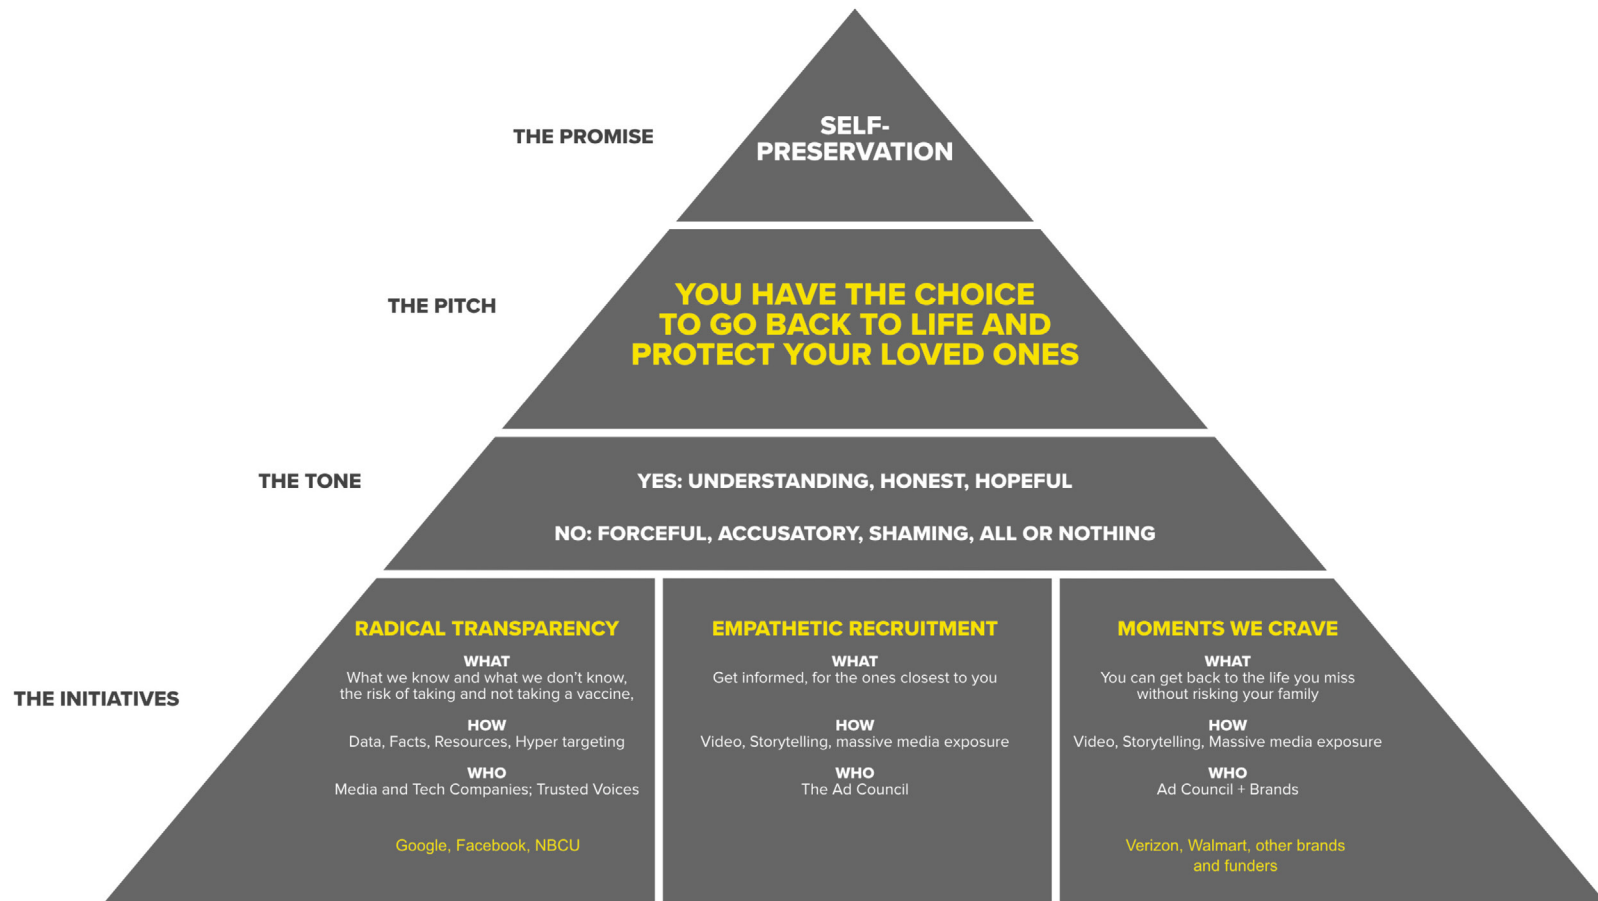 THE PROMISE
SELF-
PRESERVATION
THE PITCH
YOU HAVE THE CHOICE
TO GO BACK TO LIFE AND
PROTECT YOUR LOVED ONES
THE TONE
YES: UNDERSTANDING, HONEST, HOPEFUL
NO: FORCEFUL, ACCUSATORY, SHAMING, ALL OR NOTHING
THE INITIATIVES
RADICAL TRANSPARENCY
WHAT
What we know and what we don't know,
the risk of taking and not taking a vaccine,
HOW
Data, Facts, Resources, Hyper targeting
WHO
Media and Tech Companies; Trusted Voices
Google, Facebook, NBCU
EMPATHETIC RECRUITMENT
WHAT
Get informed, for the ones closest to you
HOW
Video, Storytelling, massive media exposure
WHO
The Ad Council
MOMENTS WE CRAVE
WHAT
You can get back to the life you miss
without risking your family
HOW
Video, Storytelling, Massive media exposure
WHO
Ad Council + Brands
Verizon, Walmart, other brands
and funders